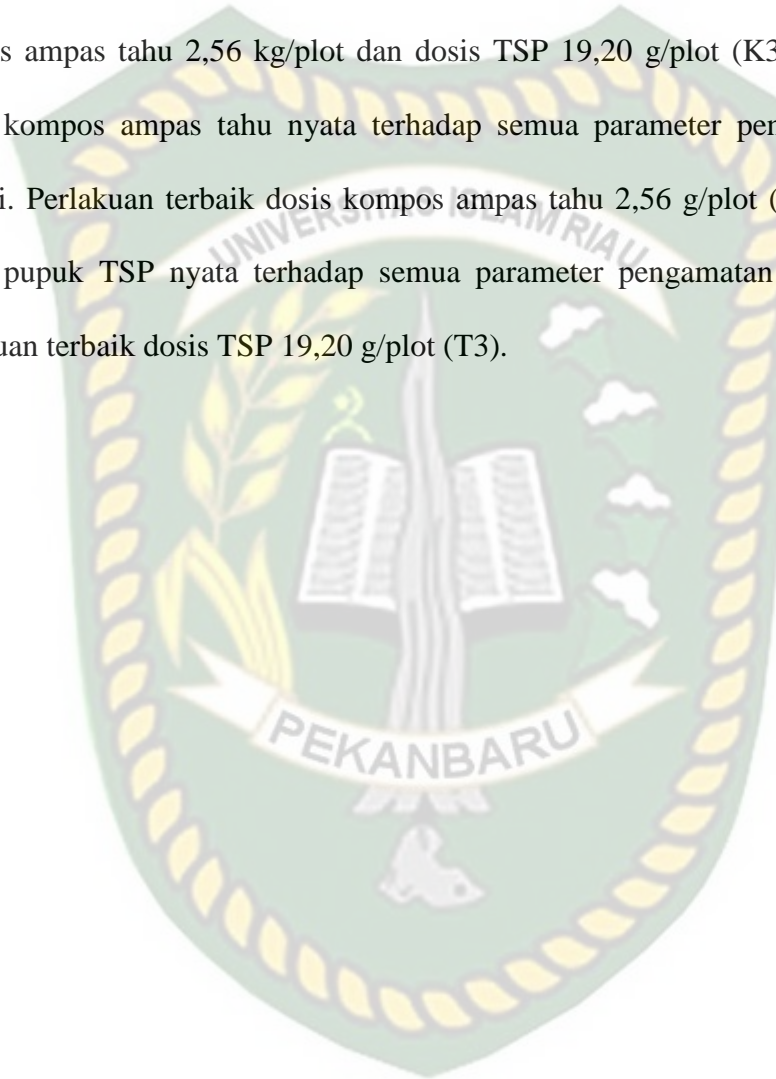 s ampas tahu 2,56 kg/plot dan dosis TSP 19,20 g/plot (K3
kompos ampas tahu nyata terhadap semua parameter pen
i. Perlakuan terbaik dosis kompos ampas tahu 2,56 g/plot (
pupuk TSP nyata terhadap semua parameter pengamatan
uan terbaik dosis TSP 19,20 g/plot (T3).
UNIVERSITAS ISLAM RIAU
PEKANBARU